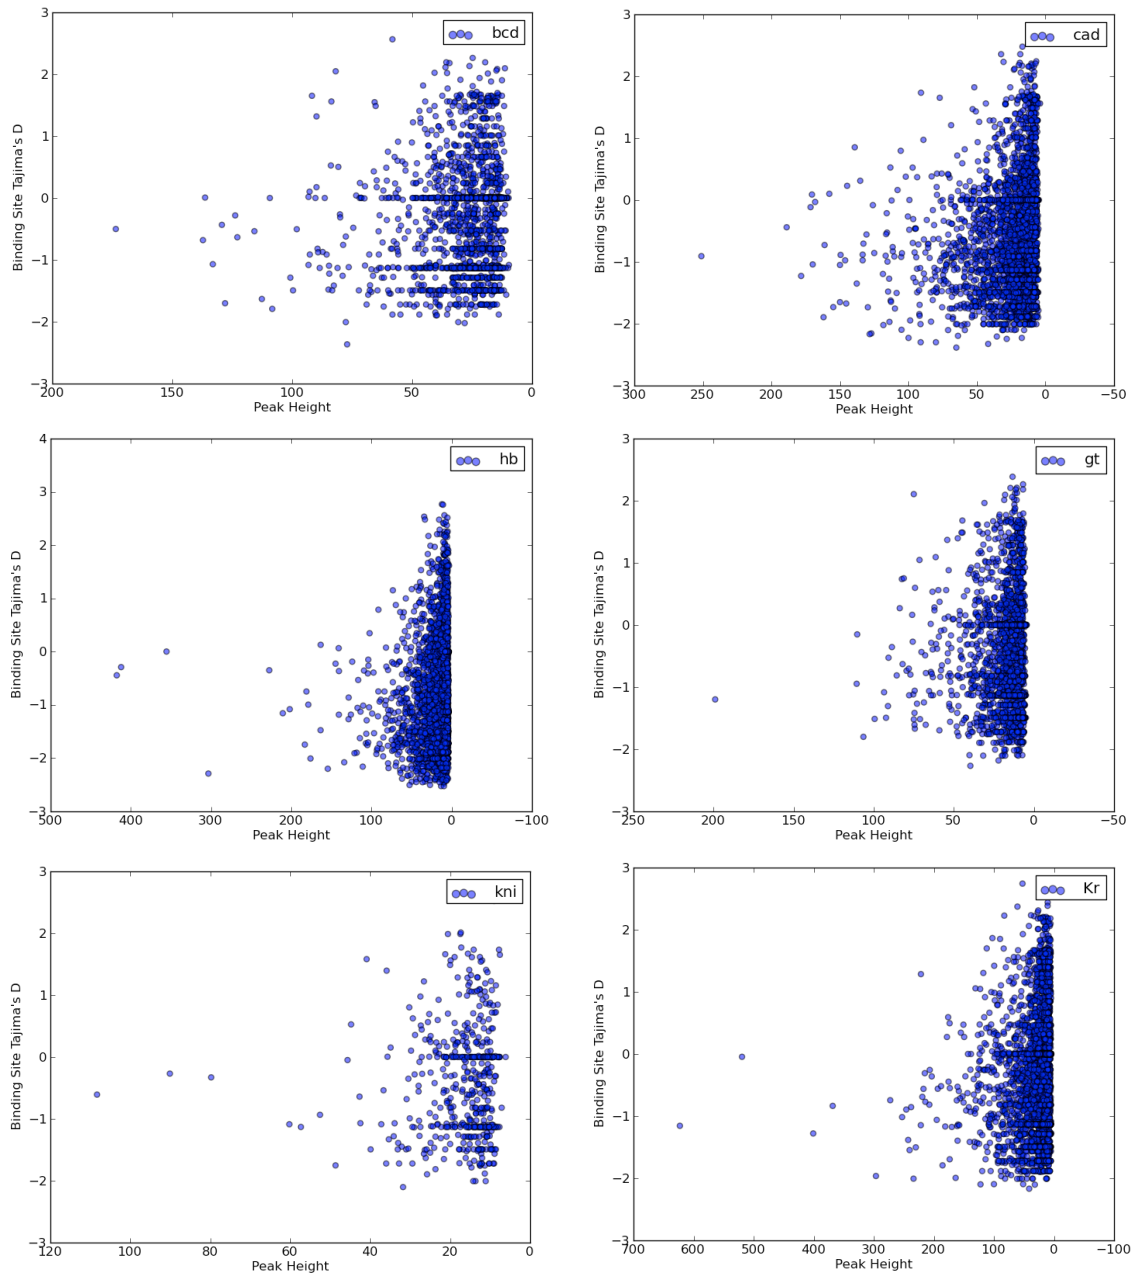 bcd
3
2
1
0
−1
−2
−3
Binding Site Tajima's D
200 150 100 50 0
Peak Height
cad
3
2
1
0
−1
−2
−3
Binding Site Tajima's D
300 250 200 150 100 50 0 −50
Peak Height
hb
4
3
2
1
0
−1
−2
−3
Binding Site Tajima's D
500 400 300 200 100 0 −100
Peak Height
gt
3
2
1
0
−1
−2
−3
Binding Site Tajima's D
250 200 150 100 50 0 −50
Peak Height
kni
3
2
1
0
−1
−2
−3
Binding Site Tajima's D
120 100 80 60 40 20 0
Peak Height
Kr
3
2
1
0
−1
−2
−3
Binding Site Tajima's D
700 600 500 400 300 200 100 0 −100
Peak Height